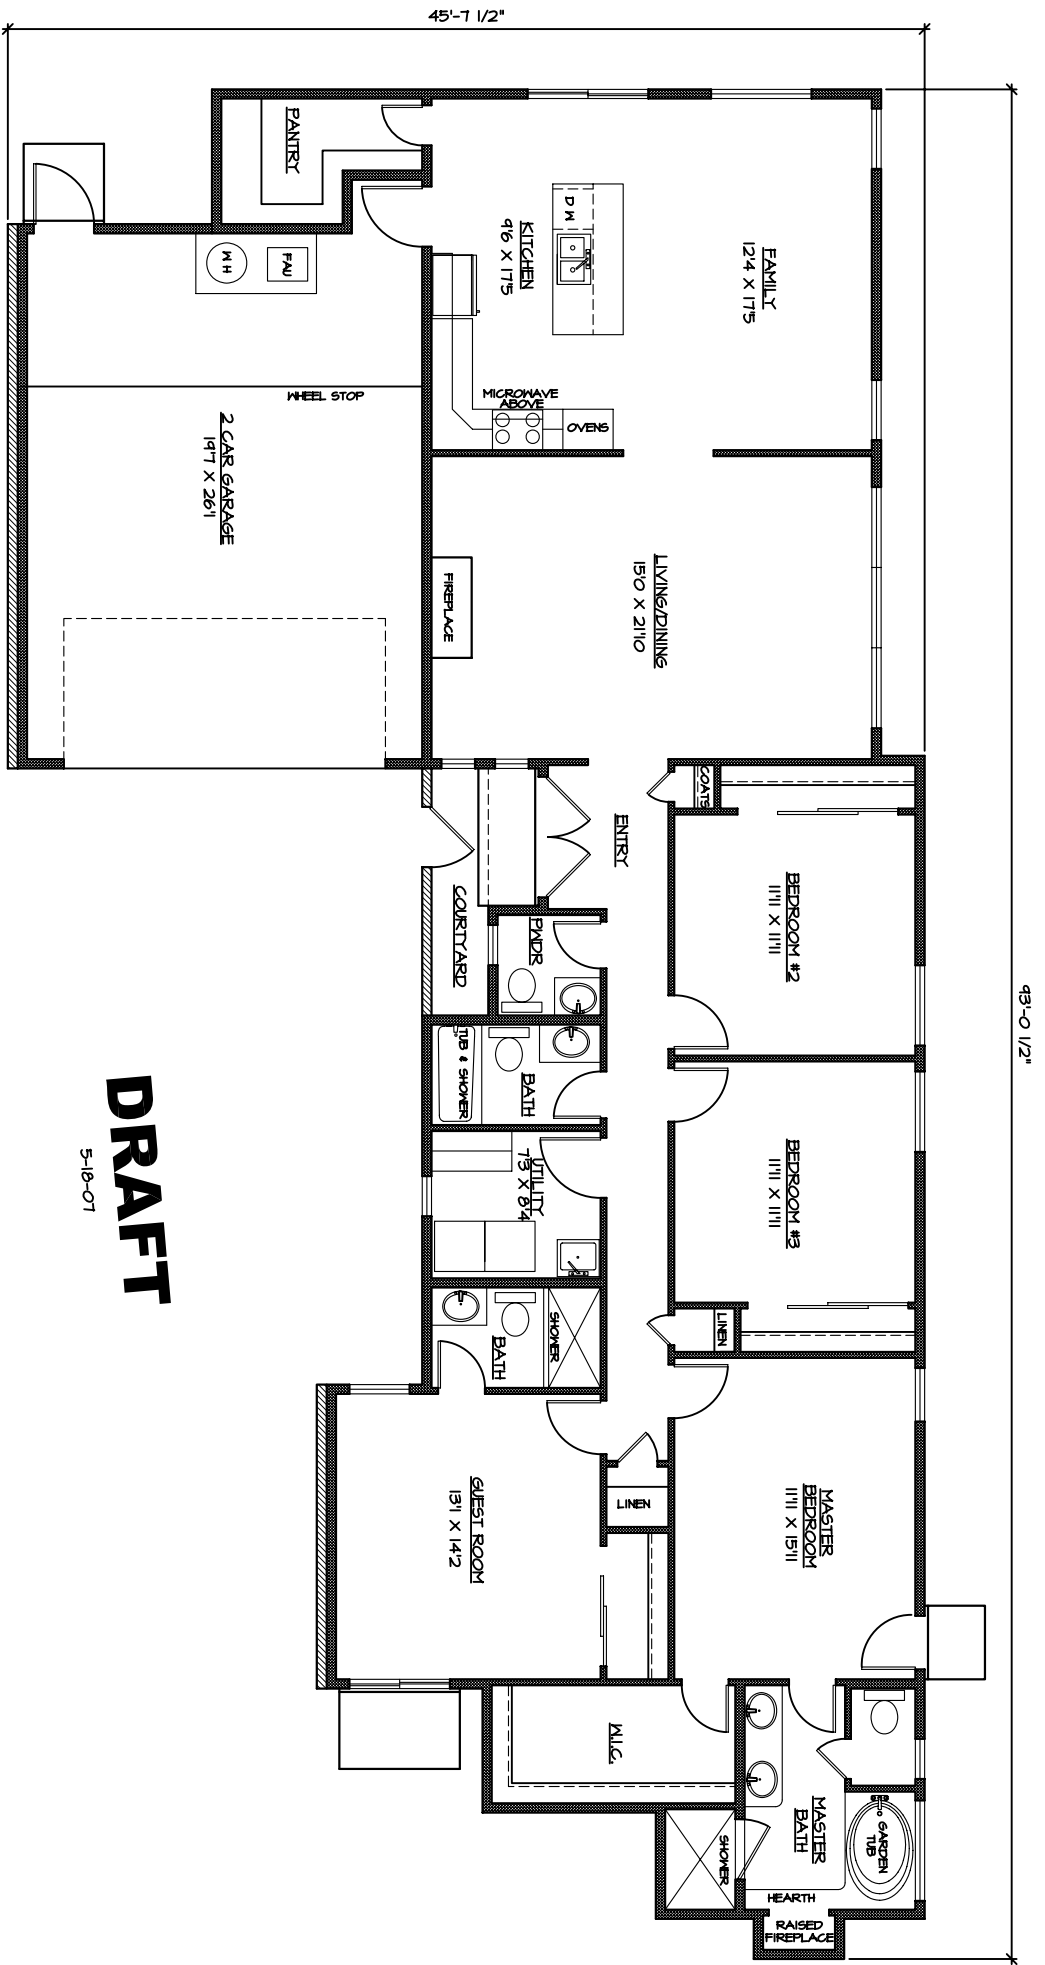 45'-7 1/2"
93'-0 1/2"
PANTRY
FAU
WH
DW
KITCHEN
9'6 X 17'5
FAMILY
12'4 X 17'5
WHEEL STOP
MICROWAVE
ABOVE
OVENS
2 CAR GARAGE
19'7 X 26'1
FIREPLACE
LIVING/DINING
15'0 X 21'10
COATS
ENTRY
COURTYARD
PWDR
BEDROOM #2
11'11 X 11'11
TUB & SHOWER
BATH
UTILITY
7'3 X 8'4
BEDROOM #3
11'11 X 11'11
LINEN
SHOWER
BATH
GUEST ROOM
13'1 X 14'2
LINEN
MASTER
BEDROOM
11'11 X 15'11
W.I.C.
MASTER
BATH
GARDEN
TUB
SHOWER
HEARTH
RAISED
FIREPLACE
DRAFT
5-18-07